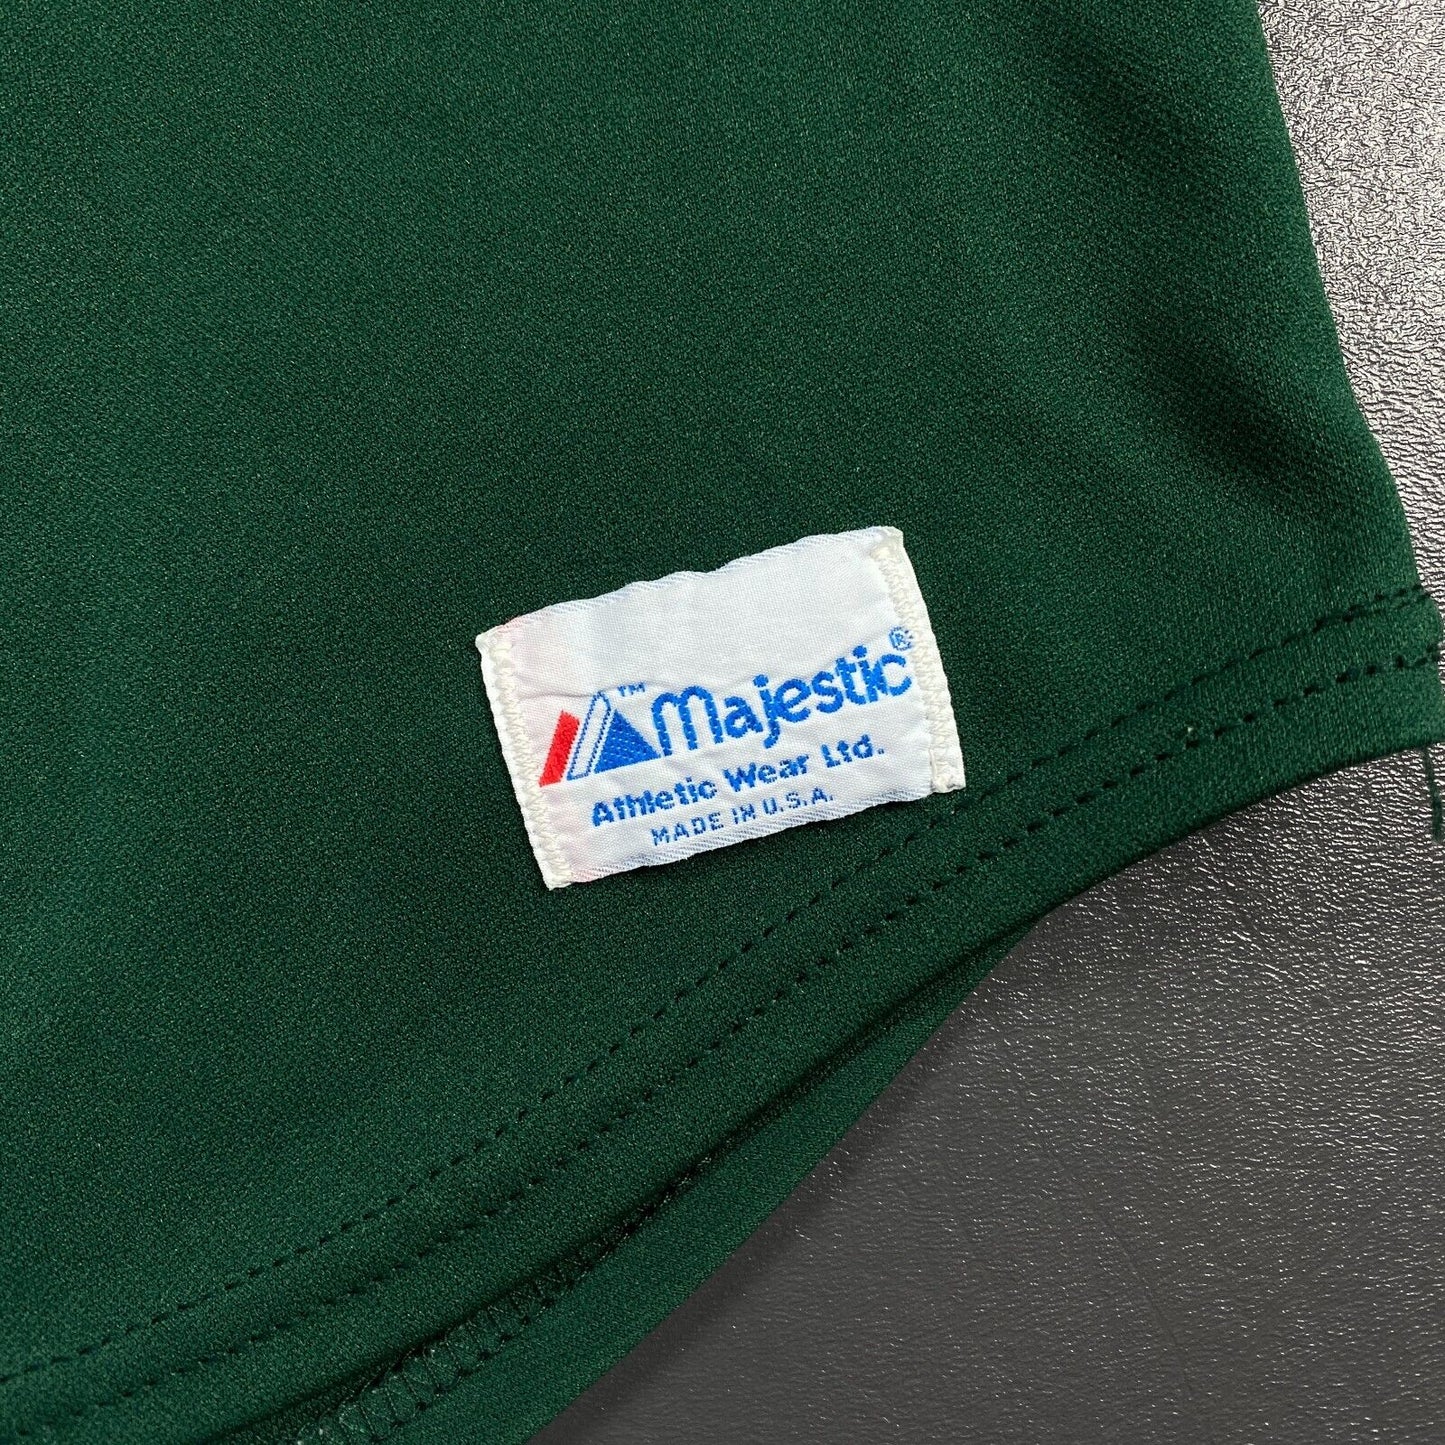 ™ Majestic®
Athletic Wear Ltd.
MADE IN U.S.A.